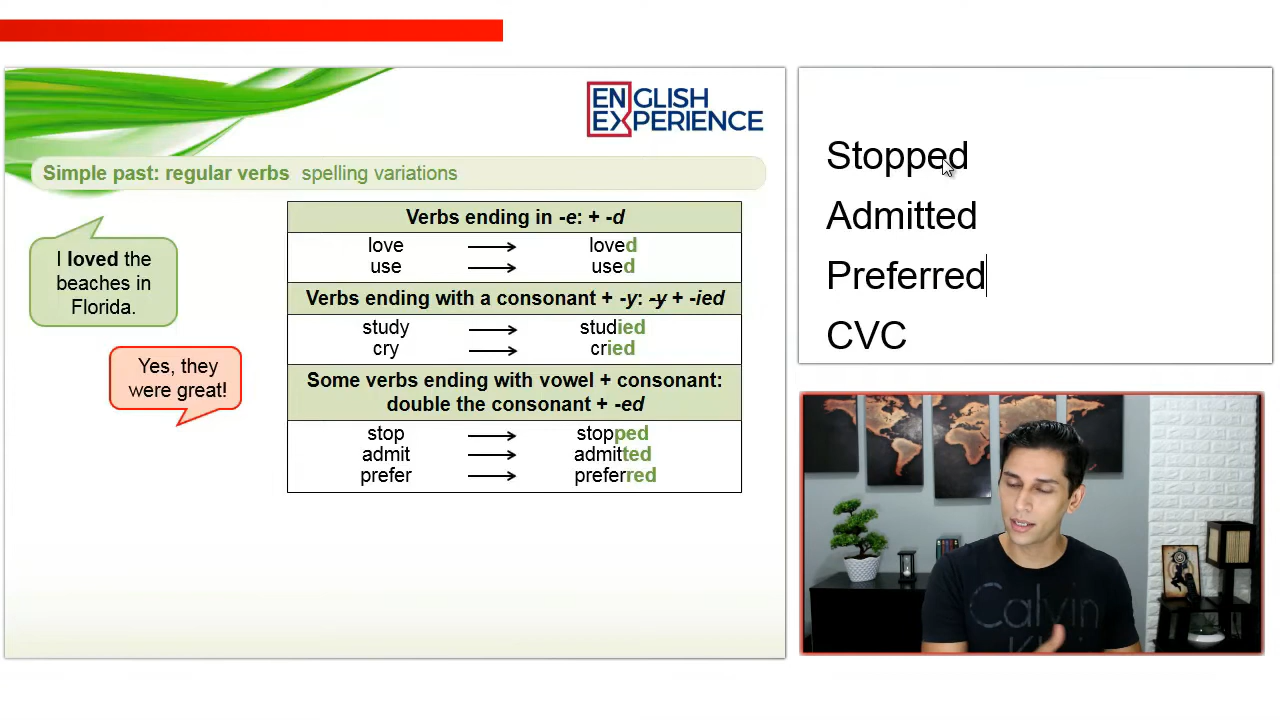 ENGLISH
EXPERIENCE
Simple past: regular verbs spelling variations
I loved the
beaches in
Florida.
Yes, they
were great!
Verbs ending in -e: + -d
love → loved
use → used
Verbs ending with a consonant + -y: -y + -ied
study → studied
cry → cried
Some verbs ending with vowel + consonant:
double the consonant + -ed
stop → stopped
admit → admitted
prefer → preferred
Stopped
Admitted
Preferred
CVC
Calvin
Klein